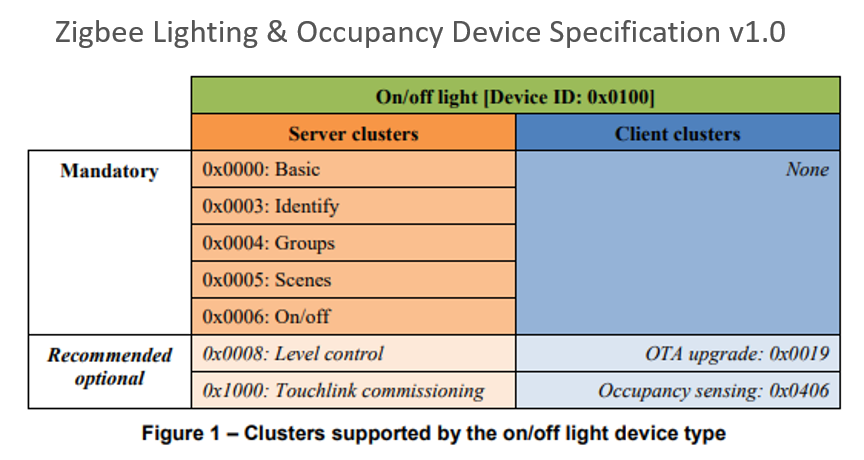 Zigbee Lighting & Occupancy Device Specification v1.0
On/off light [Device ID: 0x0100]
Server clusters
Client clusters
Mandatory
0x0000: Basic
None
0x0003: Identify
0x0004: Groups
0x0005: Scenes
0x0006: On/off
Recommended
optional
0x0008: Level control
OTA upgrade: 0x0019
0x1000: Touchlink commissioning
Occupancy sensing: 0x0406
Figure 1 – Clusters supported by the on/off light device type